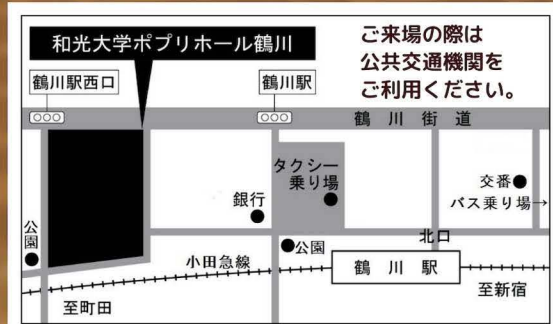 和光大学ポプリホール鶴川
ご来場の際は
公共交通機関を
ご利用ください。
鶴川駅西口
鶴川駅
鶴川街道
タクシー
乗り場
交番
銀行
バス乗り場→
公園
北口
公園
小田急線
鶴川駅
至新宿
至町田